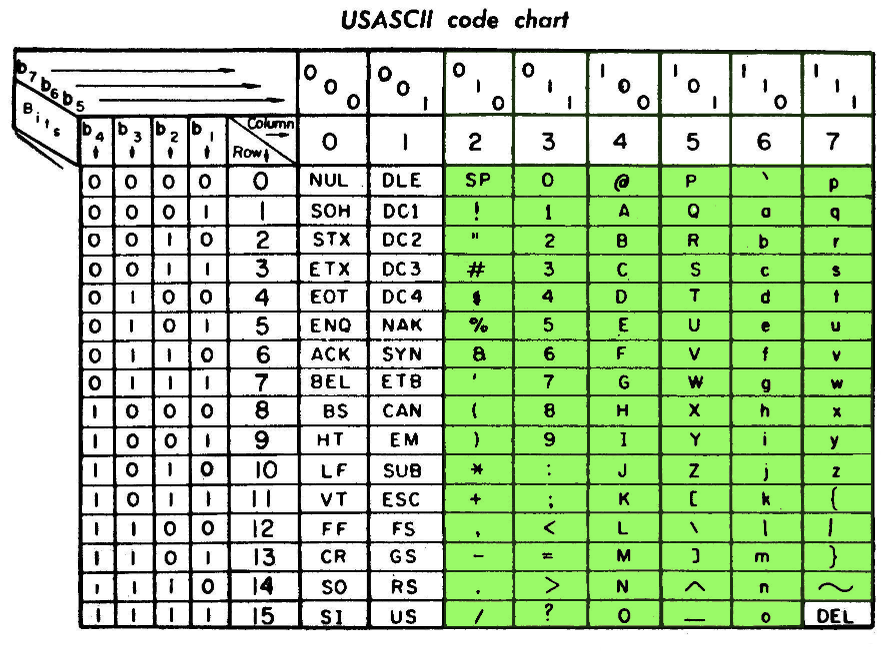 USASCII code chart
b7 b6 b5 0 0 0 0 0 1 0 1 0 0 1 1 1 0 0 1 0 1 1 1 0 1 1 1
Bits b4 b3 b2 b1 Column Row 0 1 2 3 4 5 6 7
0 0 0 0 0 NUL DLE SP 0 @ P ` p
0 0 0 1 1 SOH DC1 ! 1 A Q a q
0 0 1 0 2 STX DC2 " 2 B R b r
0 0 1 1 3 ETX DC3 # 3 C S c s
0 1 0 0 4 EOT DC4 $ 4 D T d t
0 1 0 1 5 ENQ NAK % 5 E U e u
0 1 1 0 6 ACK SYN & 6 F V f v
0 1 1 1 7 BEL ETB ' 7 G W g w
1 0 0 0 8 BS CAN ( 8 H X h x
1 0 0 1 9 HT EM ) 9 I Y i y
1 0 1 0 10 LF SUB * : J Z j z
1 0 1 1 11 VT ESC + ; K [ k {
1 1 0 0 12 FF FS , < L \ l |
1 1 0 1 13 CR GS - = M ] m }
1 1 1 0 14 SO RS . > N ^ n ~
1 1 1 1 15 SI US / ? O _ o DEL